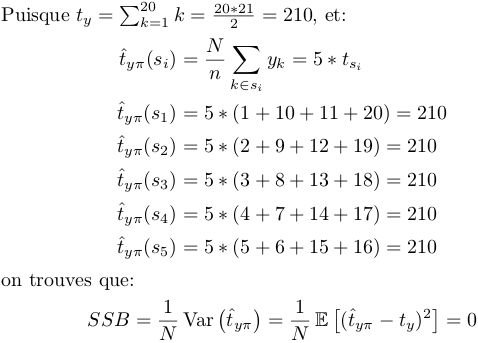 Puisque $t_y = \sum_{k=1}^{20} k = \frac{20*21}{2} = 210$, et:
$\hat{t}_{y\pi}(s_i) = \frac{N}{n} \sum_{k \in s_i} y_k = 5 * t_{s_i}$
$\hat{t}_{y\pi}(s_1) = 5 * (1 + 10 + 11 + 20) = 210$
$\hat{t}_{y\pi}(s_2) = 5 * (2 + 9 + 12 + 19) = 210$
$\hat{t}_{y\pi}(s_3) = 5 * (3 + 8 + 13 + 18) = 210$
$\hat{t}_{y\pi}(s_4) = 5 * (4 + 7 + 14 + 17) = 210$
$\hat{t}_{y\pi}(s_5) = 5 * (5 + 6 + 15 + 16) = 210$
on trouves que:
$SSB = \frac{1}{N} \operatorname{Var}\left(\hat{t}_{y\pi}\right) = \frac{1}{N} \mathbb{E}\left[(\hat{t}_{y\pi} - t_y)^2\right] = 0$